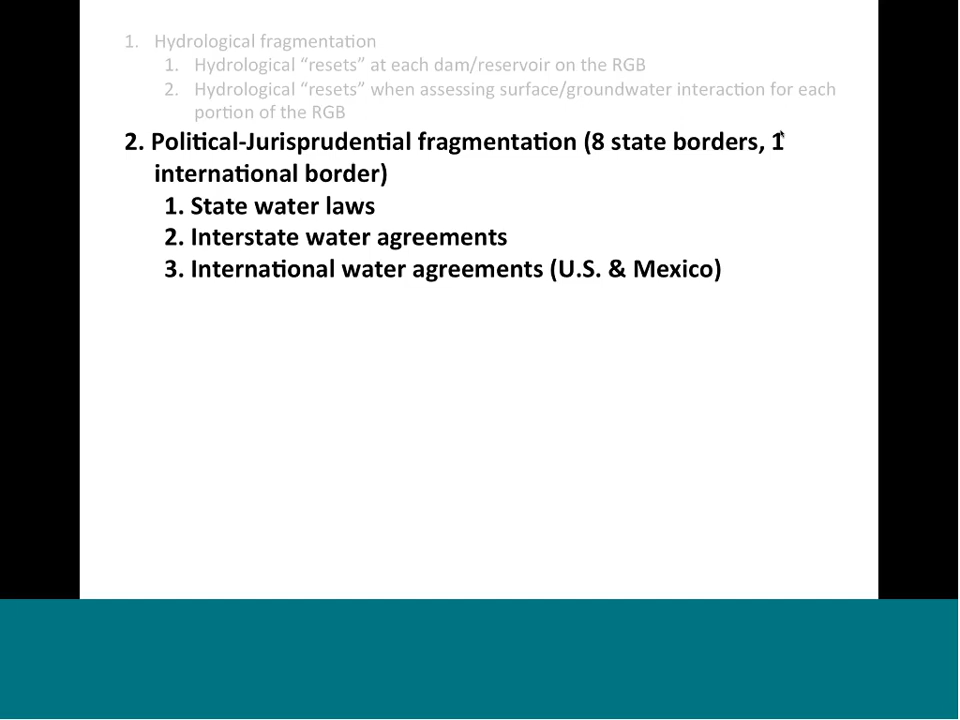 1. Hydrological fragmentation
1. Hydrological “resets” at each dam/reservoir on the RGB
2. Hydrological “resets” when assessing surface/groundwater interaction for each
portion of the RGB
2. Political-Jurisprudential fragmentation (8 state borders, 1
international border)
1. State water laws
2. Interstate water agreements
3. International water agreements (U.S. & Mexico)